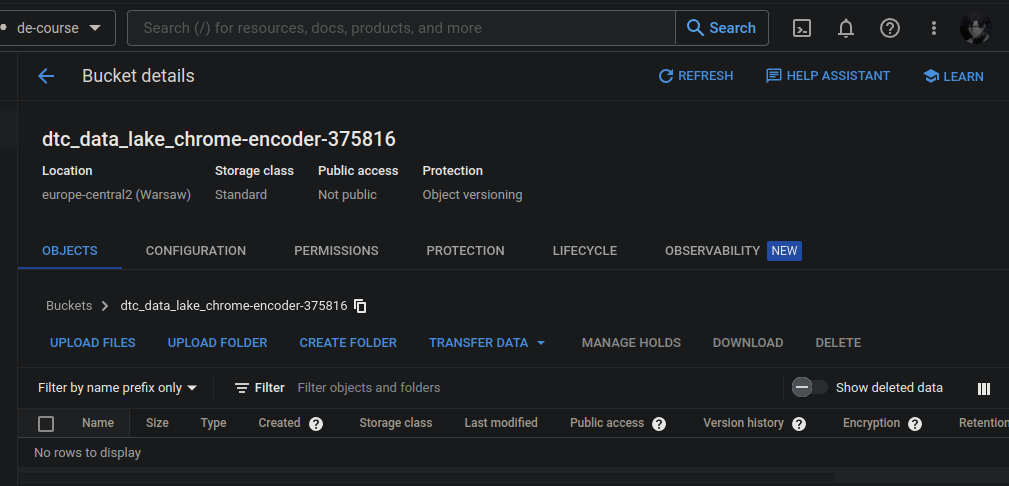 de-course Search (/) for resources, docs, products, and more Search
Bucket details REFRESH HELP ASSISTANT LEARN
dtc_data_lake_chrome-encoder-375816
Location Storage class Public access Protection
europe-central2 (Warsaw) Standard Not public Object versioning
OBJECTS CONFIGURATION PERMISSIONS PROTECTION LIFECYCLE OBSERVABILITY NEW
Buckets > dtc_data_lake_chrome-encoder-375816
UPLOAD FILES UPLOAD FOLDER CREATE FOLDER TRANSFER DATA MANAGE HOLDS DOWNLOAD DELETE
Filter by name prefix only Filter Filter objects and folders Show deleted data
Name Size Type Created Storage class Last modified Public access Version history Encryption Retention
No rows to display